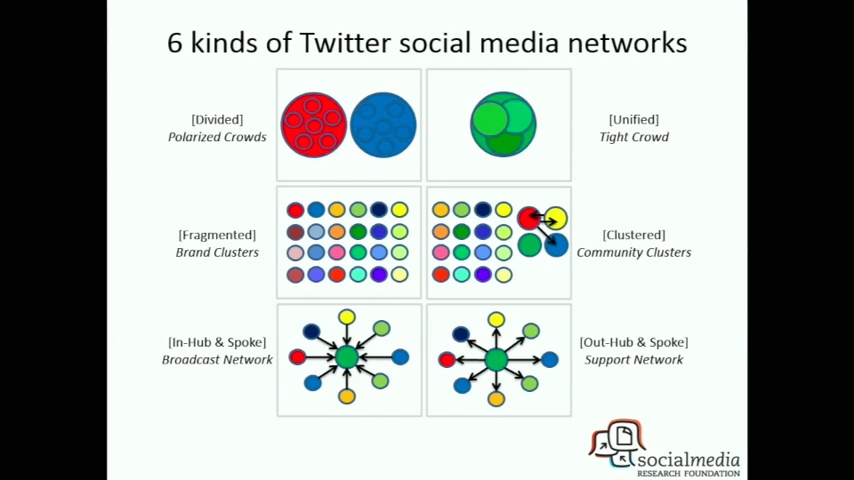 6 kinds of Twitter social media networks
[Divided]
Polarized Crowds
[Unified]
Tight Crowd
[Fragmented]
Brand Clusters
[Clustered]
Community Clusters
[In-Hub & Spoke]
Broadcast Network
[Out-Hub & Spoke]
Support Network
socialmedia
RESEARCH FOUNDATION